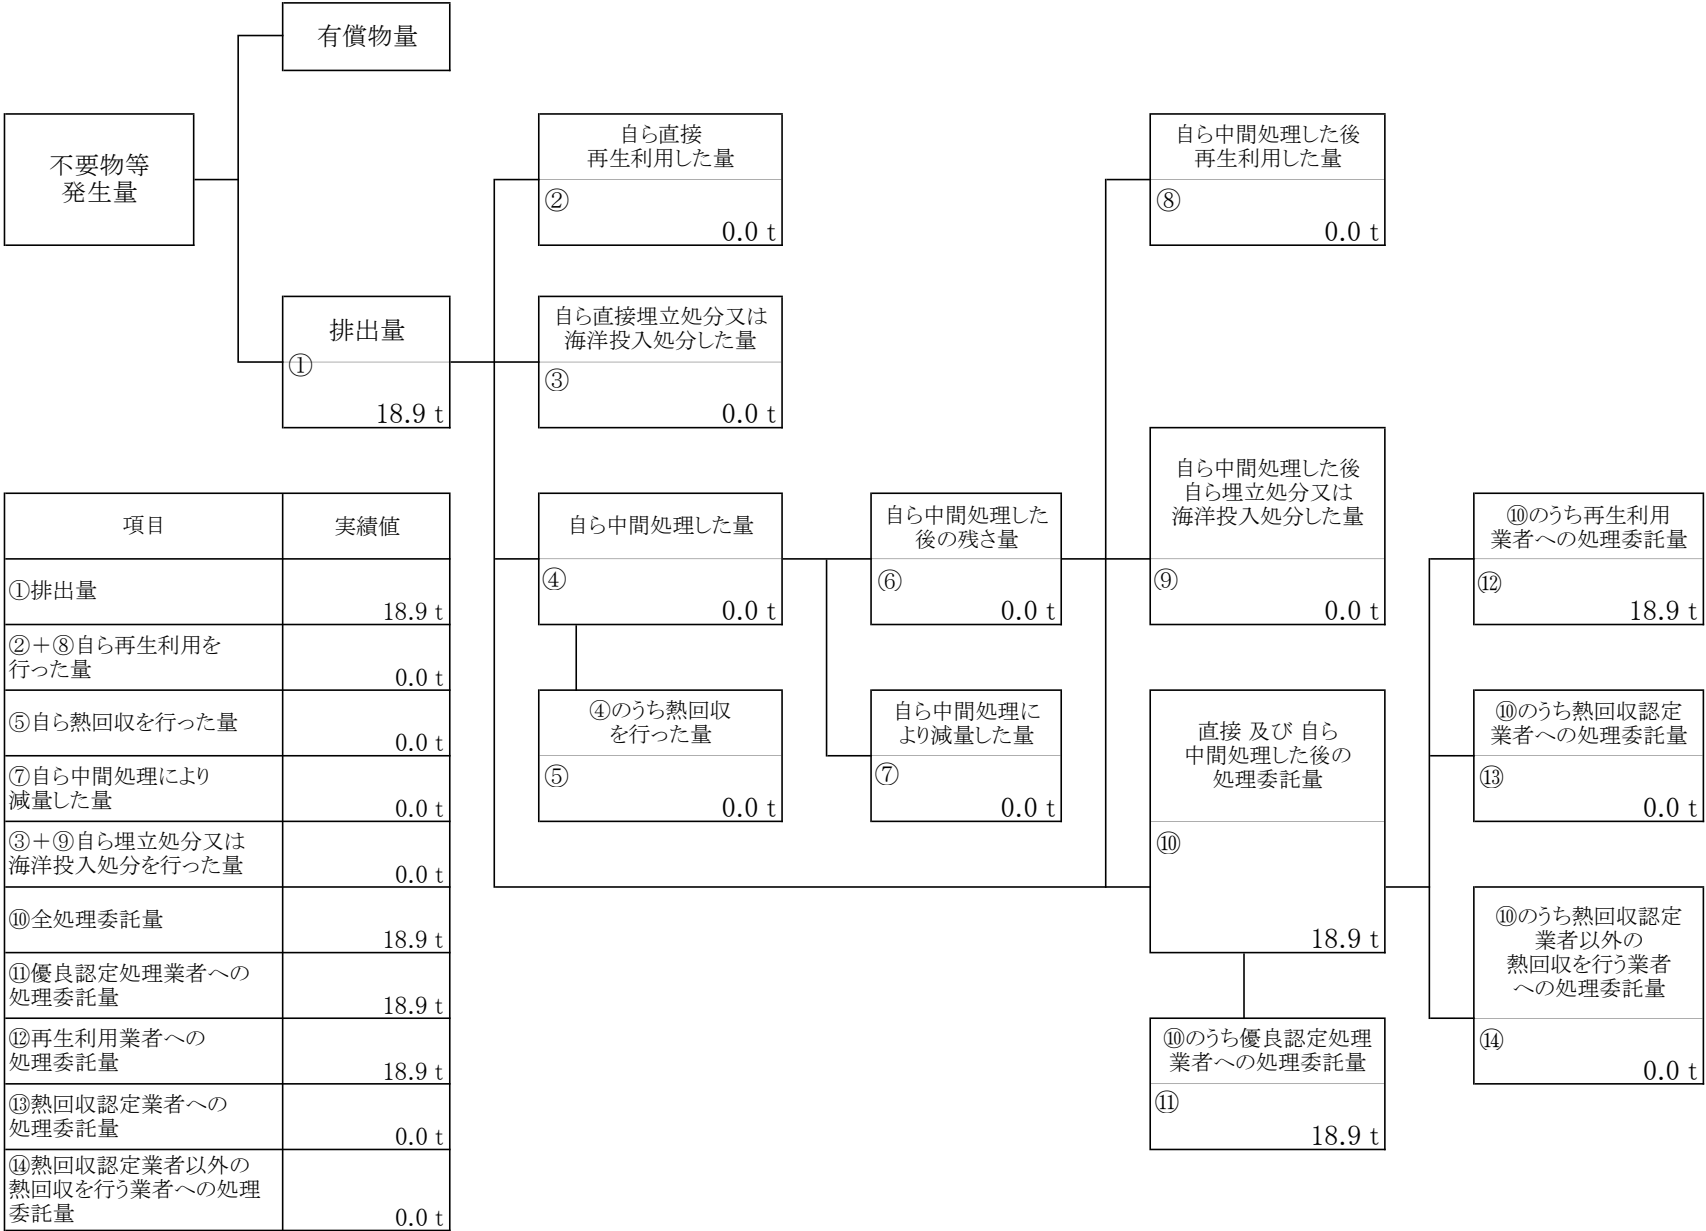 有償物量
不要物等
発生量
自ら直接
再生利用した量
②
0.0 t
自ら中間処理した後
再生利用した量
⑧
0.0 t
排出量
①
18.9 t
自ら直接埋立処分又は
海洋投入処分した量
③
0.0 t
自ら中間処理した量
④
0.0 t
自ら中間処理した
後の残さ量
⑥
0.0 t
自ら中間処理した後
自ら埋立処分又は
海洋投入処分した量
⑨
0.0 t
⑩のうち再生利用
業者への処理委託量
⑫
18.9 t
④のうち熱回収
を行った量
⑤
0.0 t
自ら中間処理に
より減量した量
⑦
0.0 t
直接 及び 自ら
中間処理した後の
処理委託量
⑩
18.9 t
⑩のうち熱回収認定
業者への処理委託量
⑬
0.0 t
⑩のうち熱回収認定
業者以外の
熱回収を行う業者
への処理委託量
⑭
0.0 t
⑩のうち優良認定処理
業者への処理委託量
⑪
18.9 t
項目 実績値
①排出量
18.9 t
②+⑧自ら再生利用を
行った量
0.0 t
⑤自ら熱回収を行った量
0.0 t
⑦自ら中間処理により
減量した量
0.0 t
③+⑨自ら埋立処分又は
海洋投入処分を行った量
0.0 t
⑩全処理委託量
18.9 t
⑪優良認定処理業者への
処理委託量
18.9 t
⑫再生利用業者への
処理委託量
18.9 t
⑬熱回収認定業者への
処理委託量
0.0 t
⑭熱回収認定業者以外の
熱回収を行う業者への処理
委託量
0.0 t